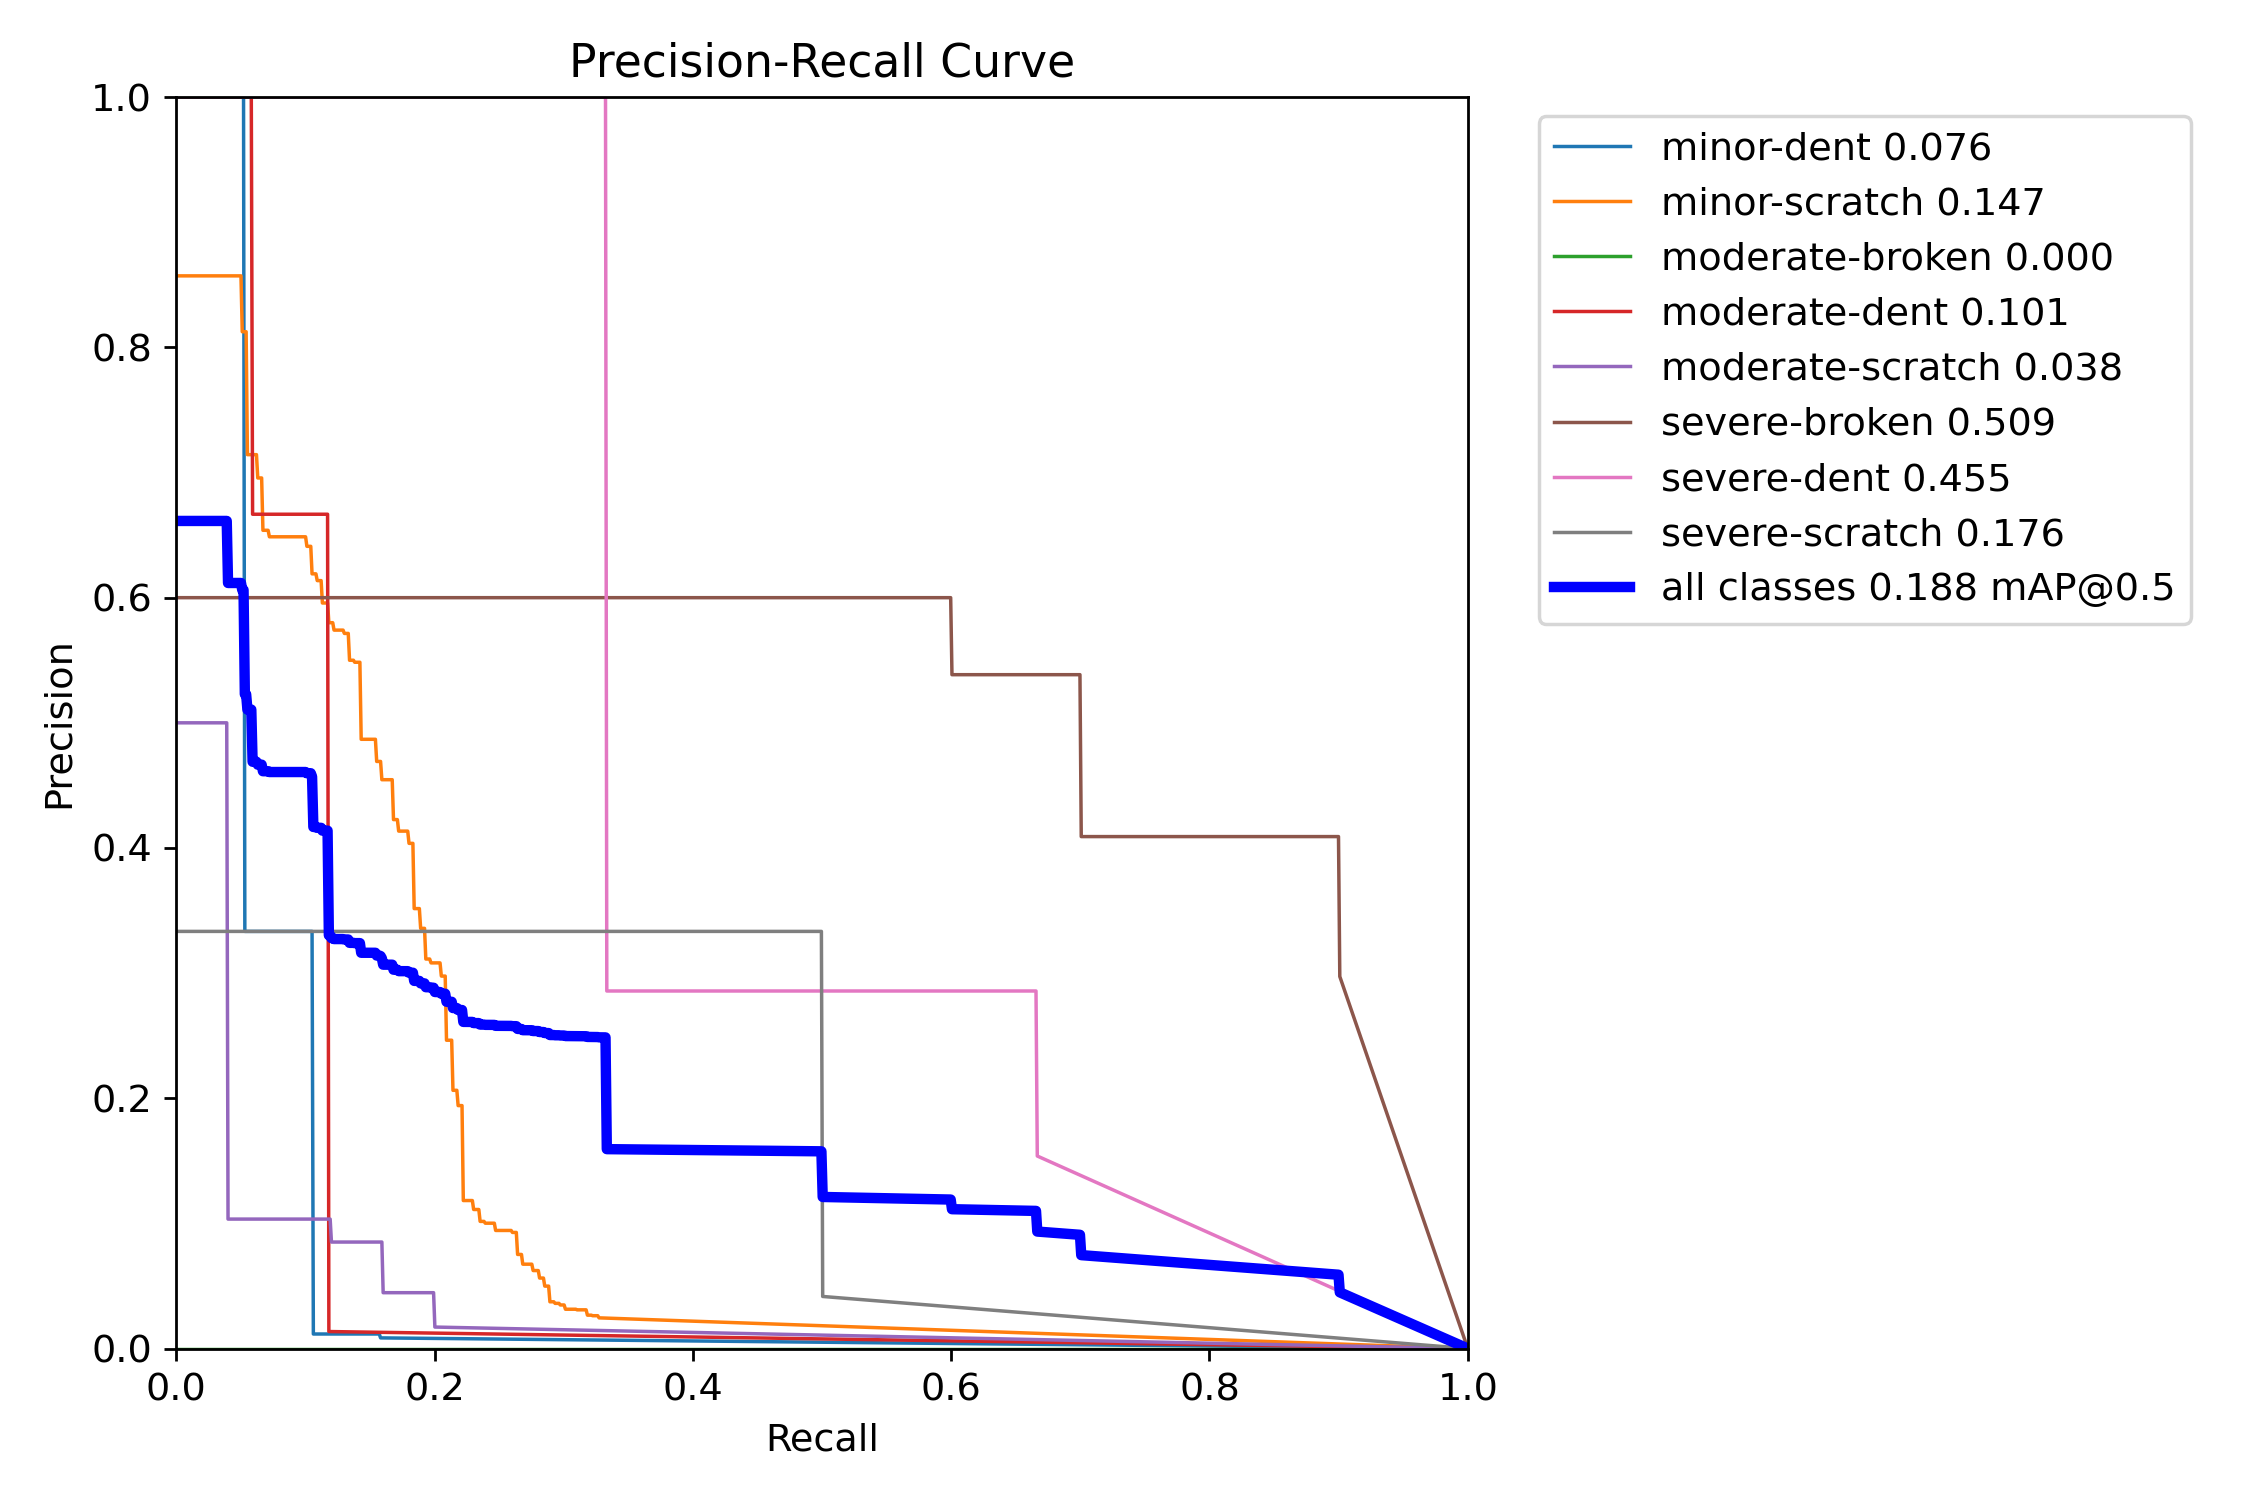 Precision-Recall Curve
1.0
0.8
0.6
0.4
0.2
0.0
Precision
0.0 0.2 0.4 0.6 0.8 1.0
Recall
minor-dent 0.076
minor-scratch 0.147
moderate-broken 0.000
moderate-dent 0.101
moderate-scratch 0.038
severe-broken 0.509
severe-dent 0.455
severe-scratch 0.176
all classes 0.188 mAP@0.5